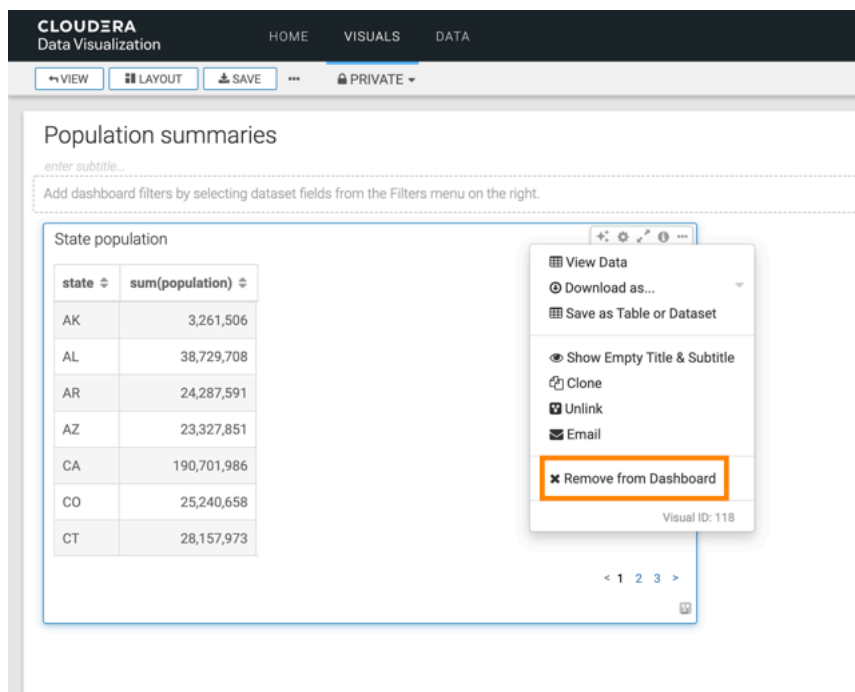 CLOUDERA
Data Visualization
HOME VISUALS DATA
VIEW LAYOUT SAVE ... PRIVATE
Population summaries
enter subtitle...
Add dashboard filters by selecting dataset fields from the Filters menu on the right.
State population
state sum(population)
AK 3,261,506
AL 38,729,708
AR 24,287,591
AZ 23,327,851
CA 190,701,986
CO 25,240,658
CT 28,157,973
View Data
Download as...
Save as Table or Dataset
Show Empty Title & Subtitle
Clone
Unlink
Email
Remove from Dashboard
Visual ID: 118
< 1 2 3 >